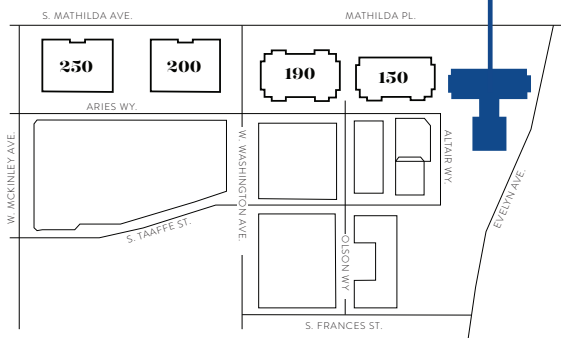 S. MATHILDA AVE.
MATHILDA PL.
250
200
190
150
ARIES WY.
W. MCKINLEY AVE.
W. WASHINGTON AVE.
ALTAIR WY.
EVELYN AVE.
S. TAAFFE ST.
OLSON WY
S. FRANCES ST.